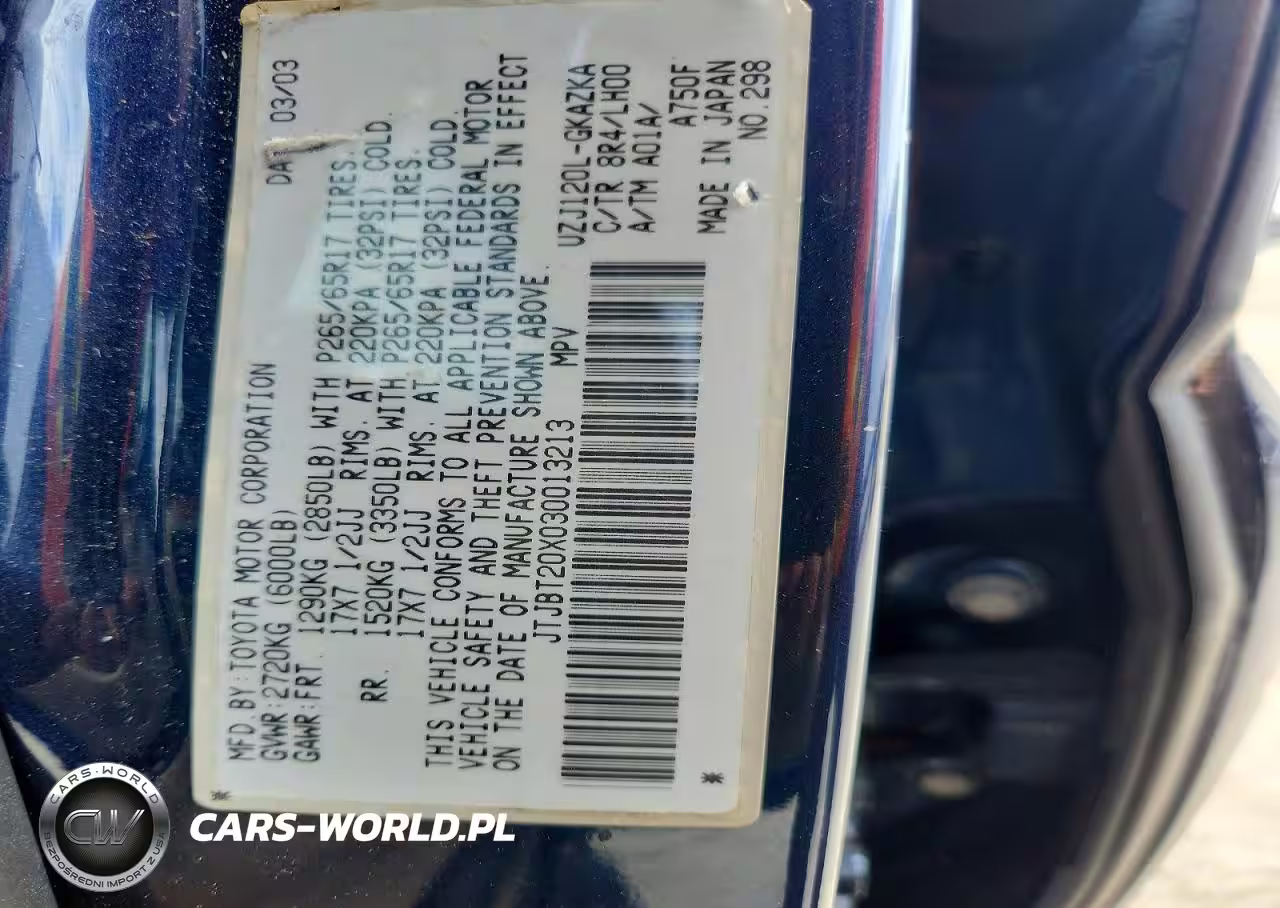 MFD BY:TOYOTA MOTOR CORPORATION
DA 03/03
GVWR:2720KG (6000LB)
GAWR:FRT. 1290KG (2850LB) WITH P265/65R17 TIRES.
17X7 1/2JJ RIMS. AT 220KPA (32PSI) COLD.
RR. 1520KG (3350LB) WITH P265/65R17 TIRES.
17X7 1/2JJ RIMS. AT 220KPA (32PSI) COLD.
THIS VEHICLE CONFORMS TO ALL APPLICABLE FEDERAL MOTOR
VEHICLE SAFETY AND THEFT PREVENTION STANDARDS IN EFFECT
ON THE DATE OF MANUFACTURE SHOWN ABOVE.
JTJBT20X030013213 MPV
UZJ120L-GKAZKA
C/TR 8R4/LH00
A/TM A01A/
A750F
MADE IN JAPAN
NO.298
CARS-WORLD
CW
BEZPOŚREDNI IMPORT Z USA
CARS-WORLD.PL